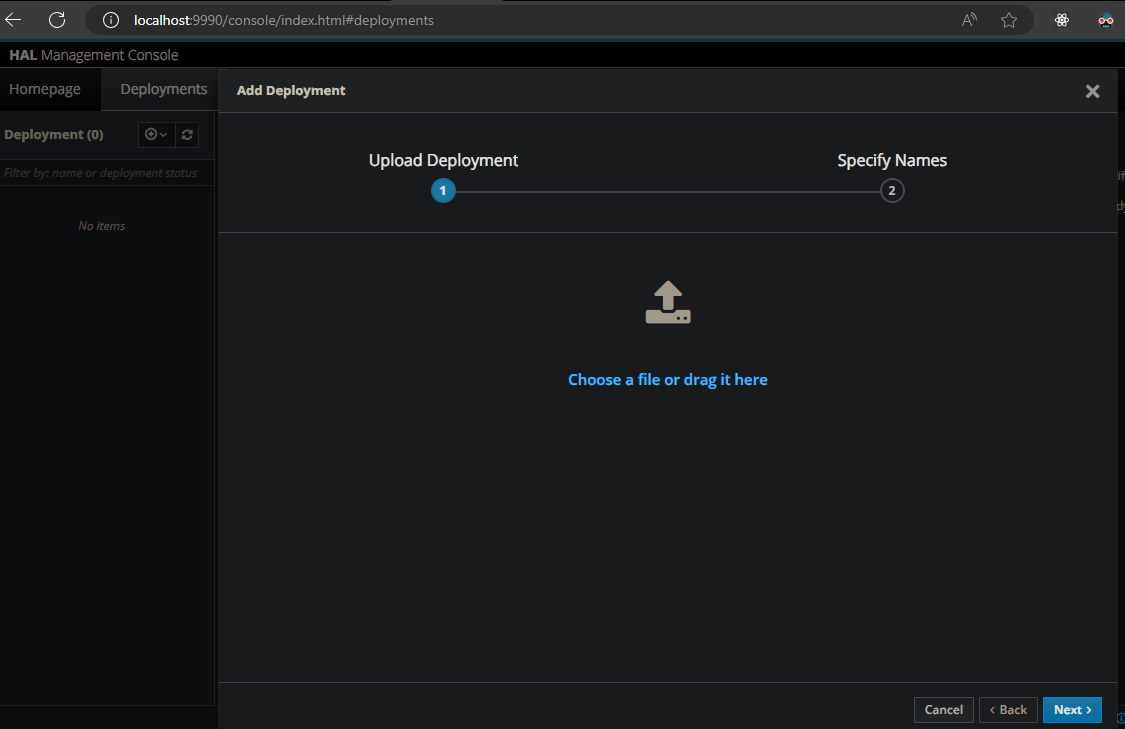 localhost:9990/console/index.html#deployments
HAL Management Console
Homepage
Deployments
Add Deployment
Deployment (0)
Filter by: name or deployment status
No items
Upload Deployment
Specify Names
1
2
Choose a file or drag it here
Cancel
Back
Next